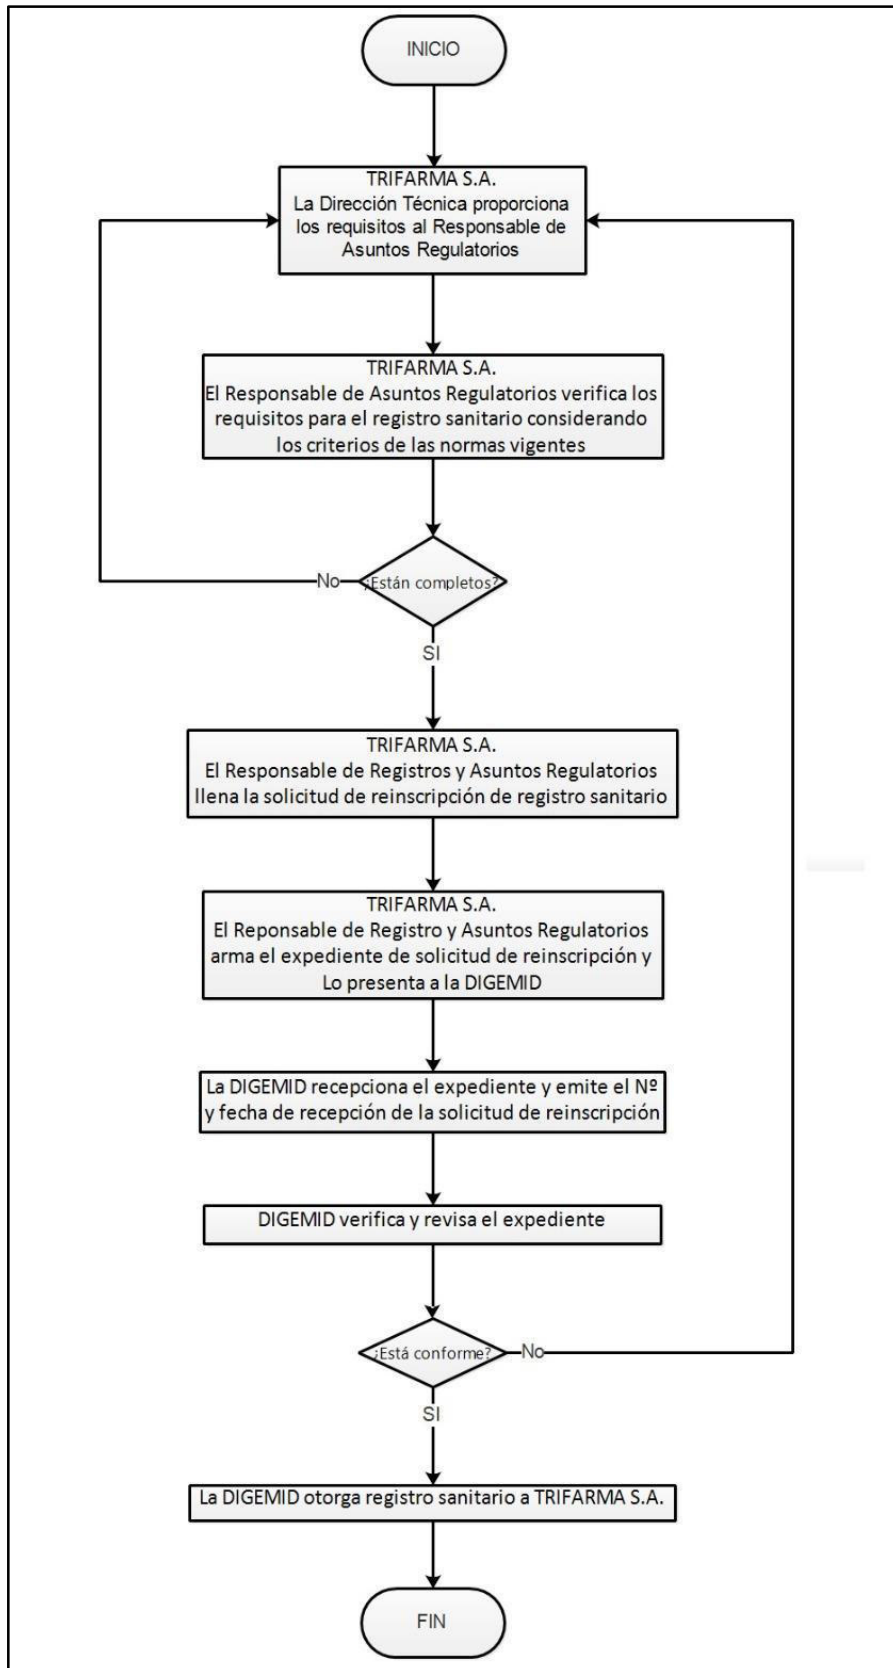 INICIO
TRIFARMA S.A.
La Dirección Técnica proporciona
los requisitos al Responsable de
Asuntos Regulatorios
TRIFARMA S.A.
El Responsable de Asuntos Regulatorios verifica los
requisitos para el registro sanitario considerando
los criterios de las normas vigentes
No
¿Están completos?
SI
TRIFARMA S.A.
El Responsable de Registros y Asuntos Regulatorios
llena la solicitud de reinscripción de registro sanitario
TRIFARMA S.A.
El Reponsable de Registro y Asuntos Regulatorios
arma el expediente de solicitud de reinscripción y
Lo presenta a la DIGEMID
La DIGEMID recepciona el expediente y emite el Nº
y fecha de recepción de la solicitud de reinscripción
DIGEMID verifica y revisa el expediente
¿Está conforme?
No
SI
La DIGEMID otorga registro sanitario a TRIFARMA S.A.
FIN